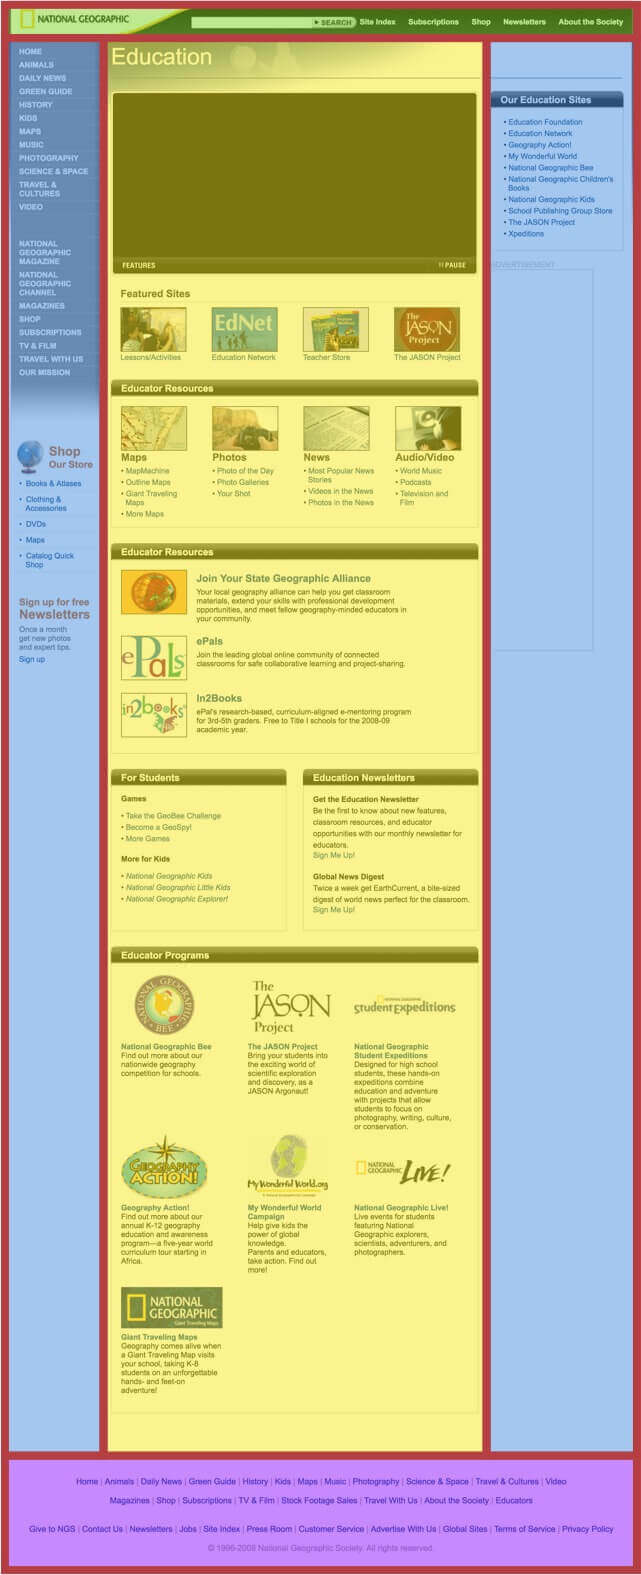 NATIONAL GEOGRAPHIC
SEARCH
Site Index
Subscriptions
Shop
Newsletters
About the Society
HOME
ANIMALS
DAILY NEWS
GREEN GUIDE
HISTORY
KIDS
MAPS
MUSIC
PHOTOGRAPHY
SCIENCE & SPACE
TRAVEL &
CULTURES
VIDEO
NATIONAL
GEOGRAPHIC
MAGAZINE
NATIONAL
GEOGRAPHIC
CHANNEL
MAGAZINES
SHOP
SUBSCRIPTIONS
TV & FILM
TRAVEL WITH US
OUR MISSION
Shop
Our Store
• Books & Atlases
• Clothing &
Accessories
• DVDs
• Maps
• Catalog Quick
Shop
Sign up for free
Newsletters
Once a month
get new photos
and expert tips.
Sign up
Education
FEATURES
PAUSE
Featured Sites
EdNet
The
JASON
Project
Lessons/Activities
Education Network
Teacher Store
The JASON Project
Educator Resources
Maps
• MapMachine
• Outline Maps
• Giant Traveling
Maps
• More Maps
Photos
• Photo of the Day
• Photo Galleries
• Your Shot
News
• Most Popular News
Stories
• Videos in the News
• Photos in the News
Audio/Video
• World Music
• Podcasts
• Television and
Film
Educator Resources
Join Your State Geographic Alliance
Your local geography alliance can help you get classroom
materials, extend your skills with professional development
opportunities, and meet fellow geography-minded educators in
your community.
ePals
ePals
Join the leading global online community of connected
classrooms for safe collaborative learning and project-sharing.
in2books
In2Books
ePal's research-based, curriculum-aligned e-mentoring program
for 3rd-5th graders. Free to Title I schools for the 2008-09
academic year.
For Students
Games
• Take the GeoBee Challenge
• Become a GeoSpy!
• More Games
More for Kids
• National Geographic Kids
• National Geographic Little Kids
• National Geographic Explorer!
Education Newsletters
Get the Education Newsletter
Be the first to know about new features,
classroom resources, and educator
opportunities with our monthly newsletter for
educators.
Sign Me Up!
Global News Digest
Twice a week get EarthCurrent, a bite-sized
digest of world news perfect for the classroom.
Sign Me Up!
Educator Programs
NATIONAL GEOGRAPHIC
BEE
National Geographic Bee
Find out more about our
nationwide geography
competition for schools.
The
JASON
Project
The JASON Project
Bring your students into
the exciting world of
scientific exploration
and discovery, as a
JASON Argonaut!
NATIONAL GEOGRAPHIC
student expeditions
National Geographic
Student Expeditions
Designed for high school
students, these hands-on
expeditions combine
education and adventure
with projects that allow
students to focus on
photography, writing, culture,
or conservation.
GEOGRAPHY
ACTION!
Geography Action!
Find out more about our
annual K-12 geography
education and awareness
program—a five-year world
curriculum tour starting in
Africa.
My Wonderful World.org
My Wonderful World
Campaign
Help give kids the
power of global
knowledge.
Parents and educators,
take action. Find out
more!
NATIONAL
GEOGRAPHIC
LIVE!
National Geographic Live!
Live events for students
featuring National
Geographic explorers,
scientists, adventurers, and
photographers.
NATIONAL
GEOGRAPHIC
Giant Traveling Maps
Giant Traveling Maps
Geography comes alive when
a Giant Traveling Map visits
your school, taking K-8
students on an unforgettable
hands- and feet-on
adventure!
Our Education Sites
• Education Foundation
• Education Network
• Geography Action!
• My Wonderful World
• National Geographic Bee
• National Geographic Children's
Books
• National Geographic Kids
• School Publishing Group Store
• The JASON Project
• Xpeditions
ADVERTISEMENT
Home | Animals | Daily News | Green Guide | History | Kids | Maps | Music | Photography | Science & Space | Travel & Cultures | Video
Magazines | Shop | Subscriptions | TV & Film | Stock Footage Sales | Travel With Us | About the Society | Educators
Give to NGS | Contact Us | Newsletters | Jobs | Site Index | Press Room | Customer Service | Advertise With Us | Global Sites | Terms of Service | Privacy Policy
© 1996-2008 National Geographic Society. All rights reserved.